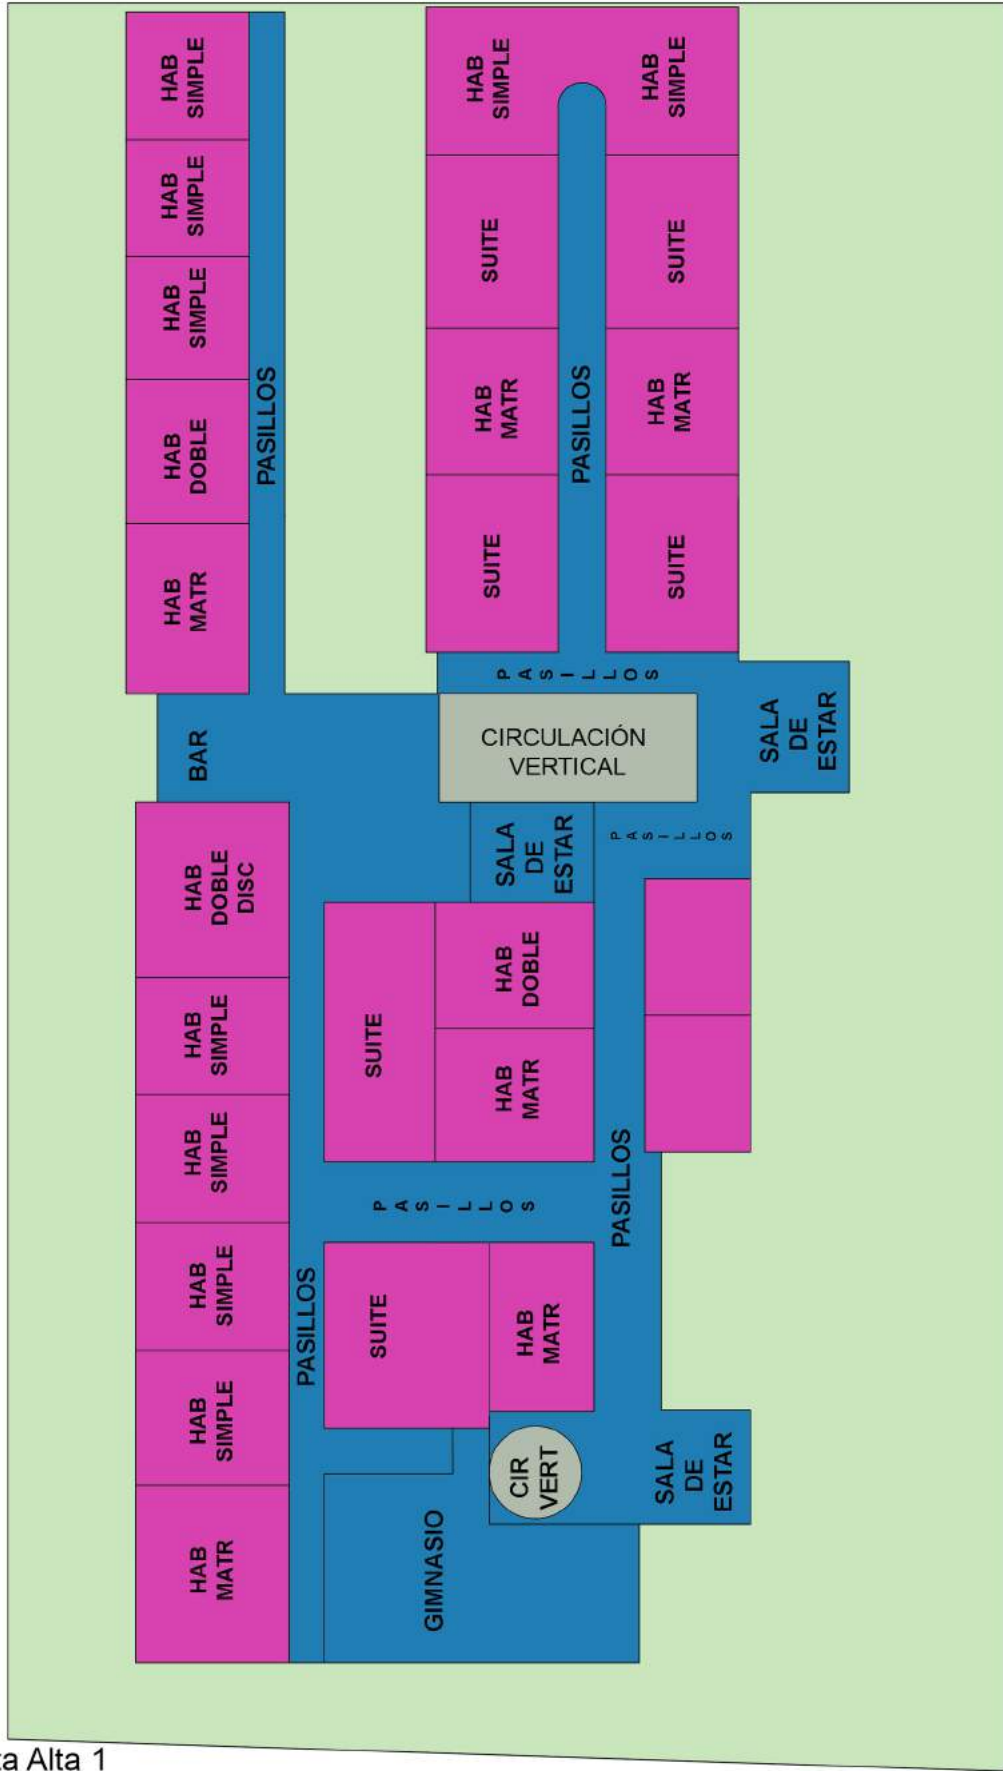 HAB
SIMPLE
HAB
SIMPLE
HAB
SIMPLE
HAB
DOBLE
HAB
MATR
PASILLOS
HAB
SIMPLE
HAB
SIMPLE
SUITE
SUITE
HAB
MATR
HAB
MATR
PASILLOS
SUITE
SUITE
PASILLOS
BAR
CIRCULACIÓN
VERTICAL
SALA
DE
ESTAR
SALA
DE
ESTAR
PASILLOS
HAB
DOBLE
DISC
HAB
SIMPLE
HAB
SIMPLE
HAB
SIMPLE
HAB
SIMPLE
HAB
MATR
SUITE
HAB
DOBLE
HAB
MATR
PASILLOS
PASILLOS
PASILLOS
SUITE
HAB
MATR
CIR
VERT
SALA
DE
ESTAR
GIMNASIO
ta Alta 1